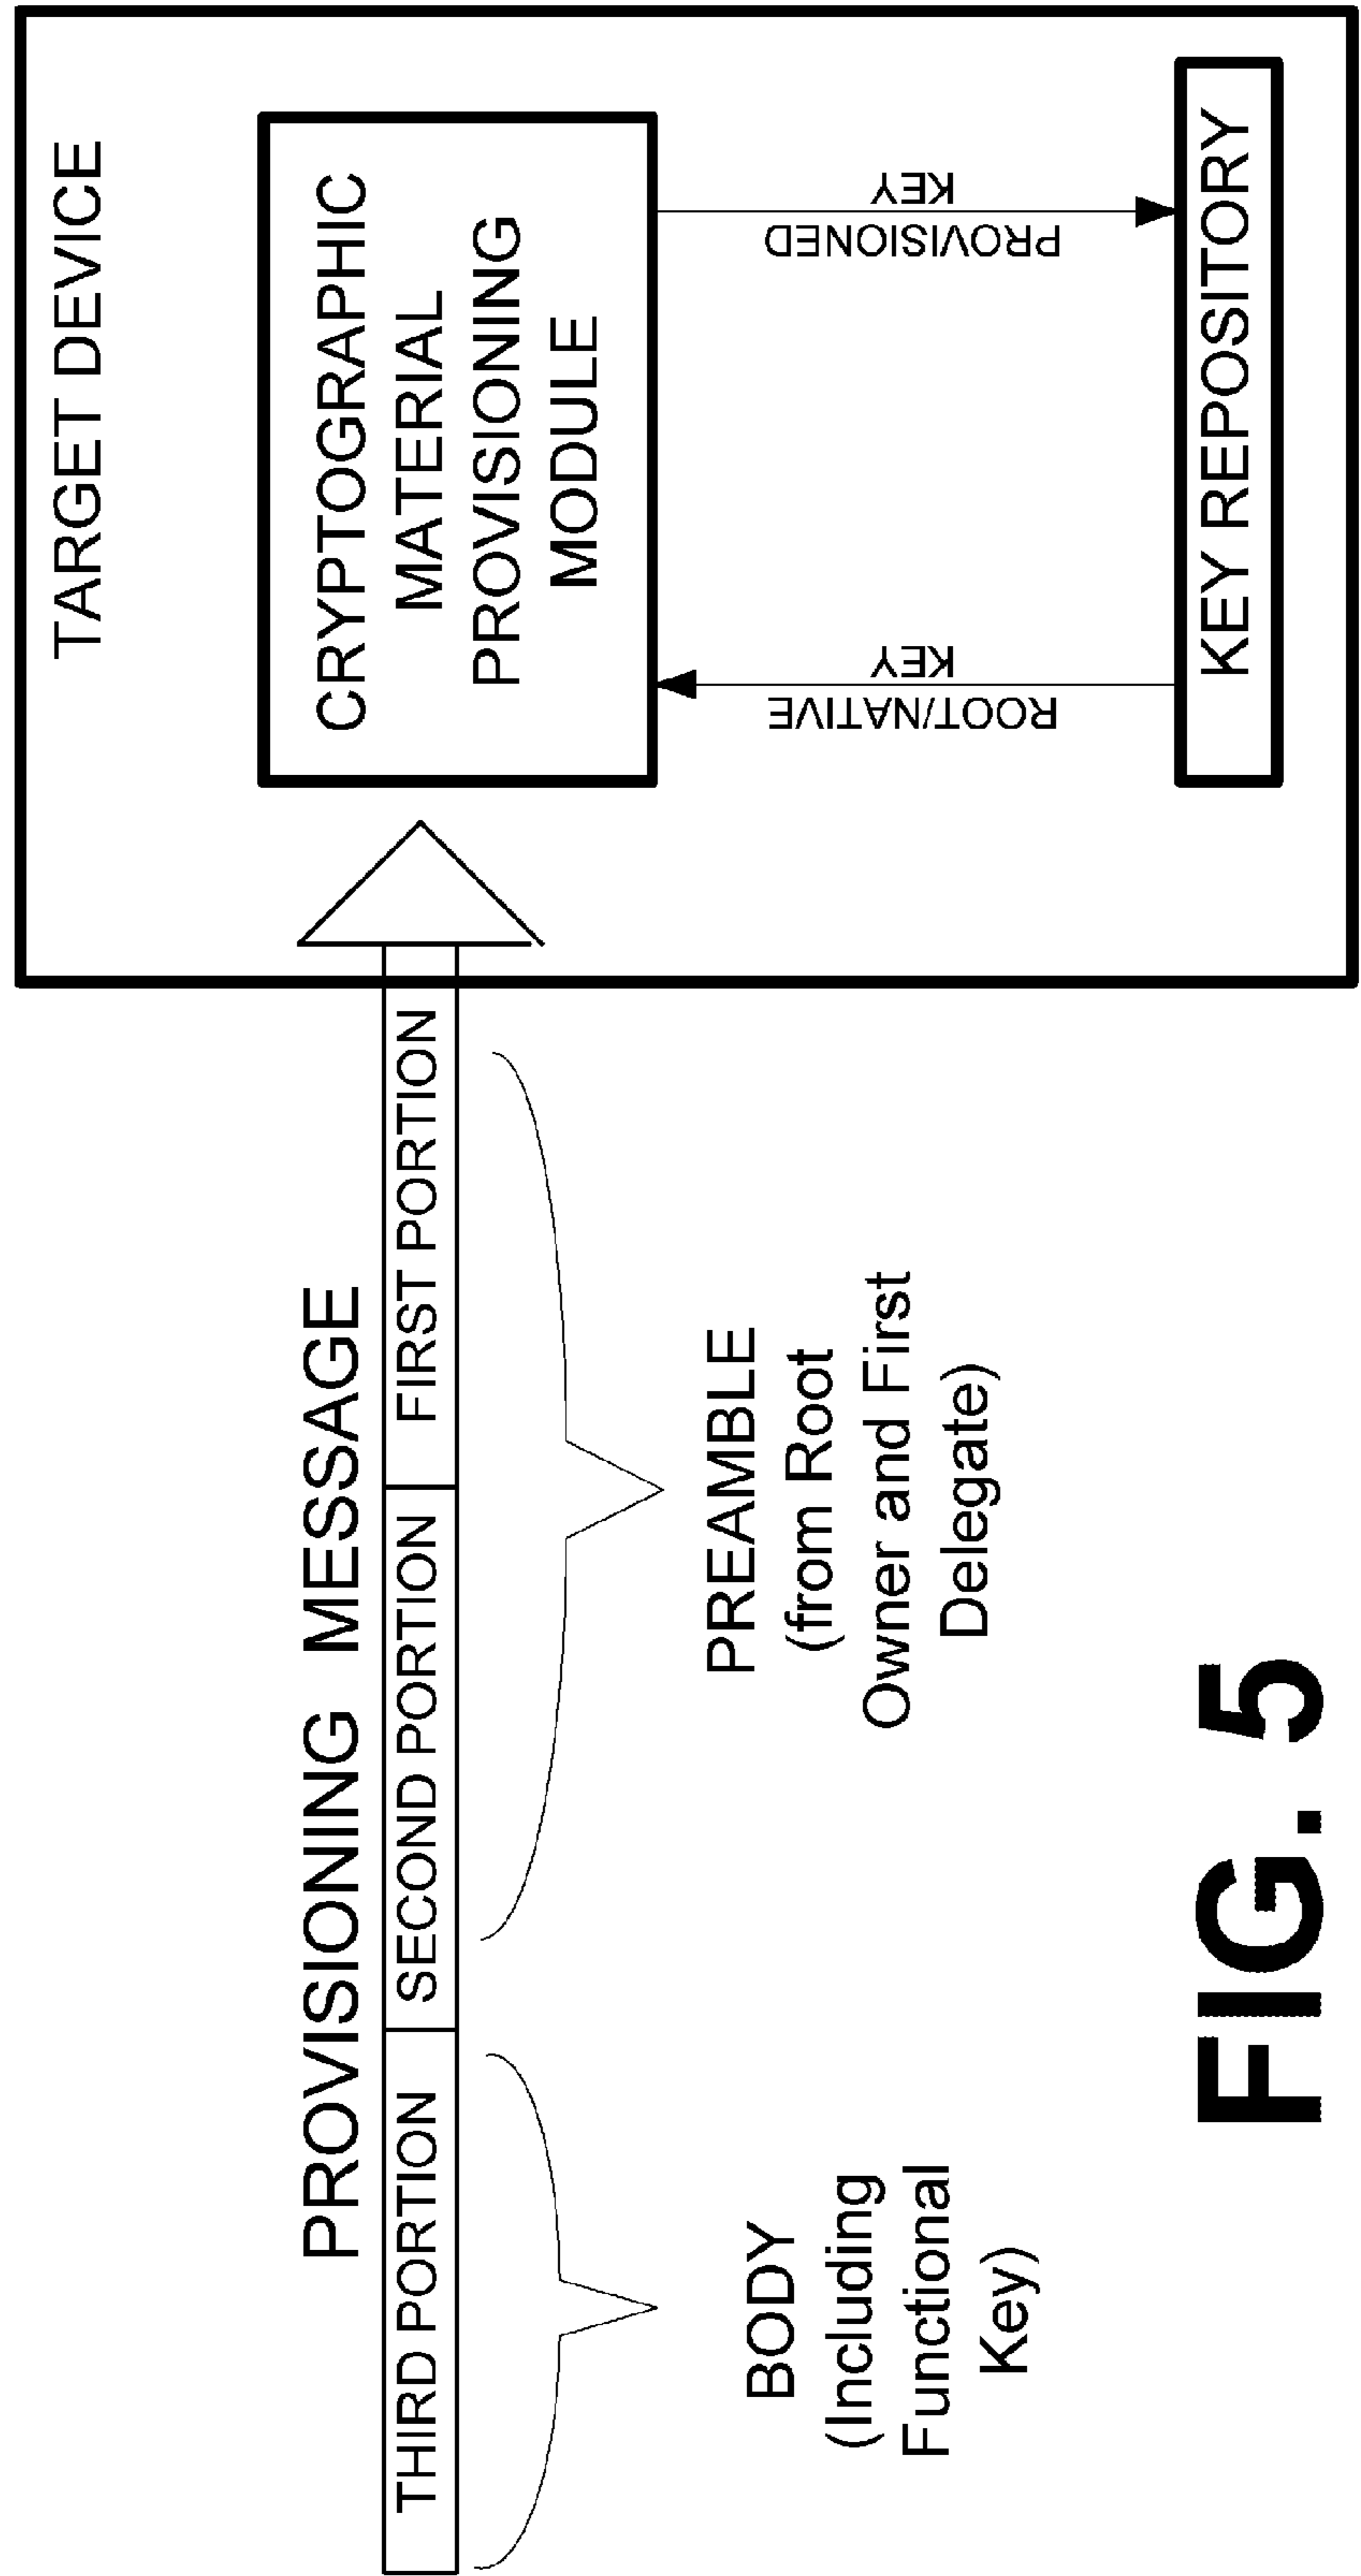 TARGET DEVICE
CRYPTOGRAPHIC
MATERIAL
PROVISIONING
MODULE
ROOT/NATIVE
KEY
PROVISIONED
KEY
KEY REPOSITORY
PROVISIONING MESSAGE
THIRD PORTION
SECOND PORTION
FIRST PORTION
BODY
(Including
Functional
Key)
PREAMBLE
(from Root
Owner and First
Delegate)
FIG. 5